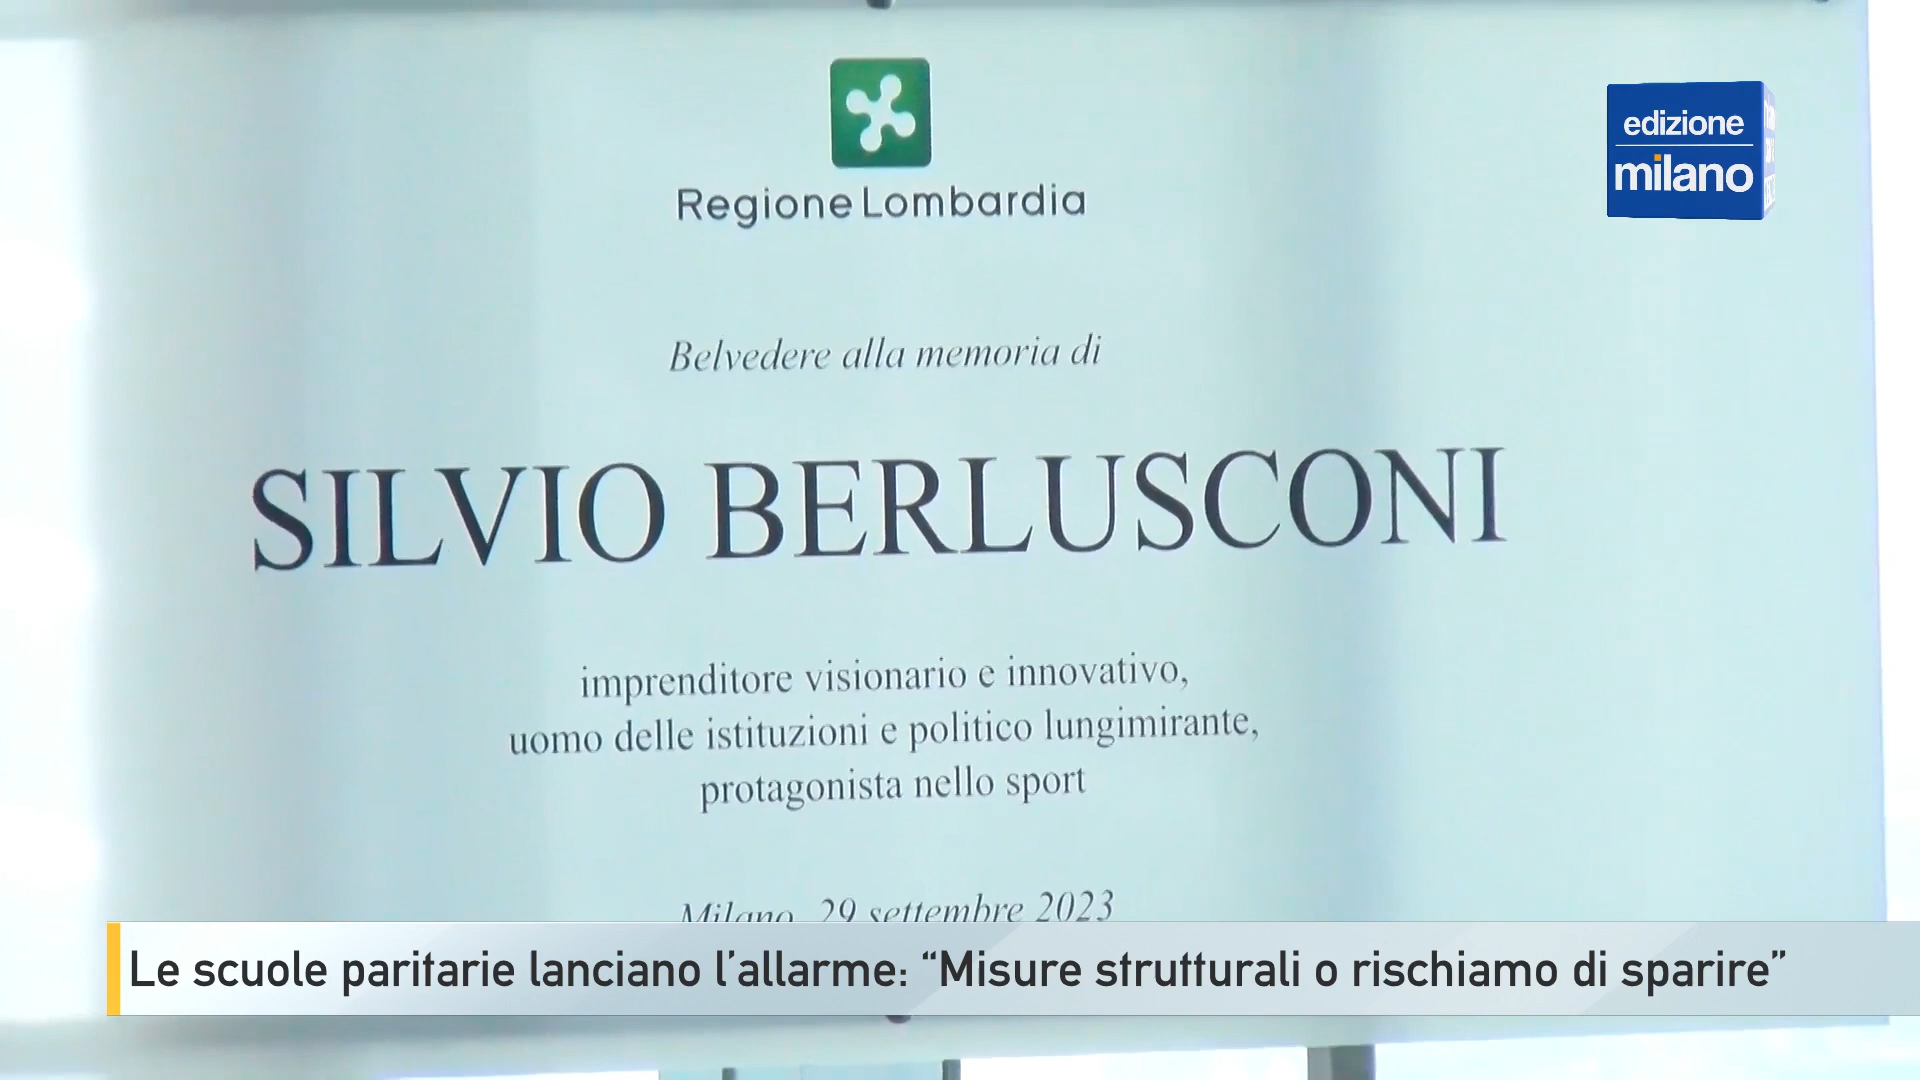 edizione
milano
Regione Lombardia
Belvedere alla memoria di
SILVIO BERLUSCONI
imprenditore visionario e innovativo,
uomo delle istituzioni e politico lungimirante,
protagonista nello sport
Milano, 29 settembre 2023
Le scuole paritarie lanciano l’allarme: “Misure strutturali o rischiamo di sparire”